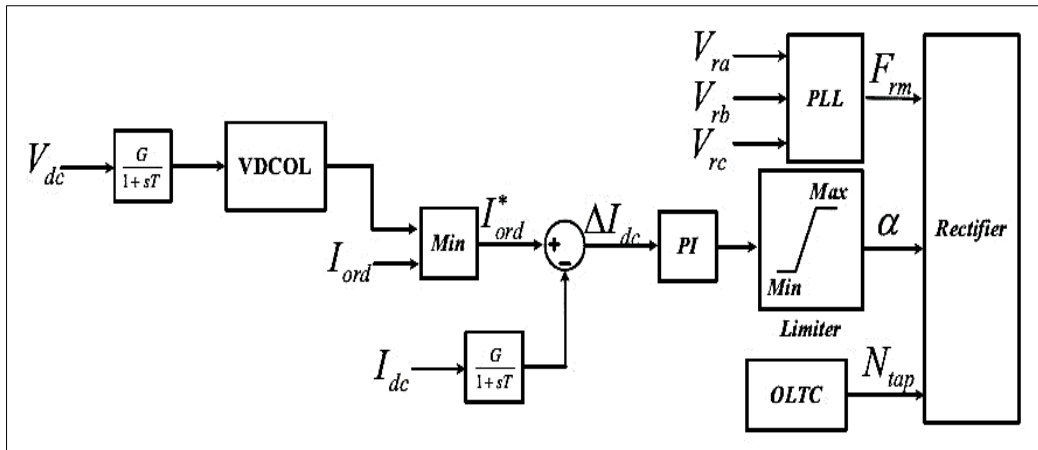 V_ra
V_rb
V_rc
PLL
F_rm
V_dc
G
1+sT
VDCOL
I_ord
Min
I*_ord
+
−
ΔI_dc
PI
Max
Min
Limiter
α
Rectifier
I_dc
G
1+sT
OLTC
N_tap